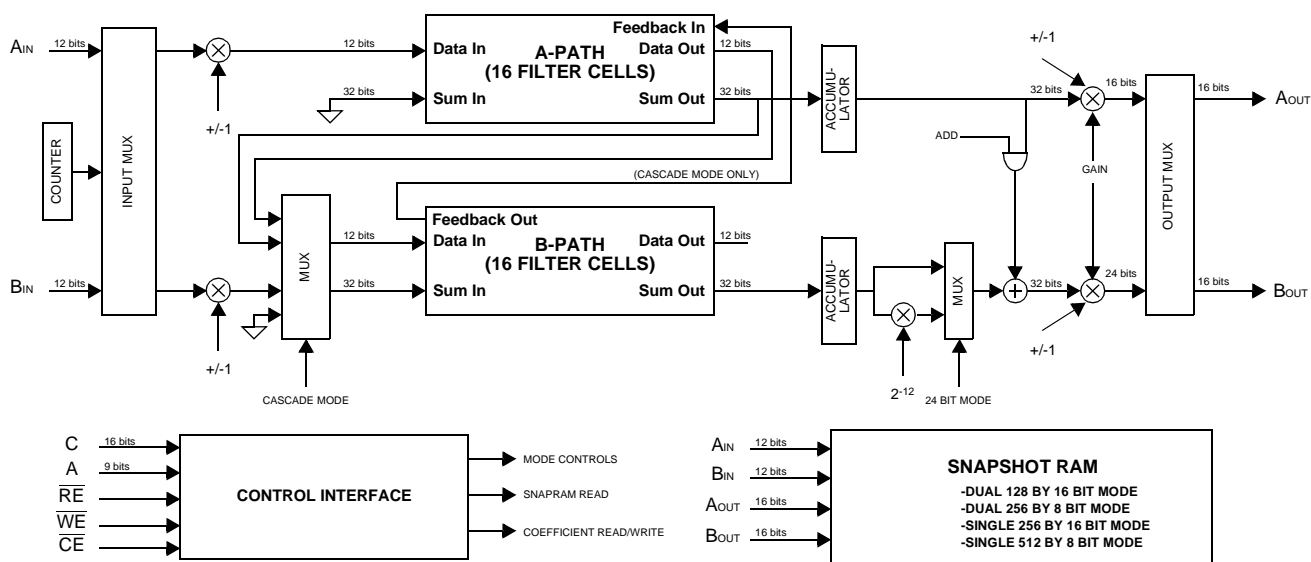 AIN
12 bits
COUNTER
BIN
12 bits
INPUT MUX
+/-1
12 bits
32 bits
Feedback In
Data In
A-PATH
Data Out
(16 FILTER CELLS)
Sum In
Sum Out
12 bits
32 bits
(CASCADE MODE ONLY)
+/-1
MUX
CASCADE MODE
12 bits
32 bits
Feedback Out
Data In
B-PATH
Data Out
(16 FILTER CELLS)
Sum In
Sum Out
12 bits
32 bits
ACCUMU-
LATOR
ACCUMU-
LATOR
2-12
MUX
24 BIT MODE
ADD
+
+/-1
32 bits
16 bits
GAIN
32 bits
24 bits
+/-1
OUTPUT MUX
16 bits
AOUT
16 bits
BOUT
C
16 bits
A
9 bits
RE
WE
CE
CONTROL INTERFACE
MODE CONTROLS
SNAPRAM READ
COEFFICIENT READ/WRITE
AIN
12 bits
BIN
12 bits
AOUT
16 bits
BOUT
16 bits
SNAPSHOT RAM
-DUAL 128 BY 16 BIT MODE
-DUAL 256 BY 8 BIT MODE
-SINGLE 256 BY 16 BIT MODE
-SINGLE 512 BY 8 BIT MODE